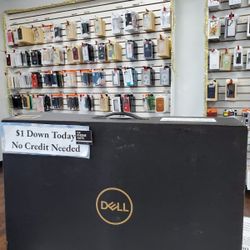 $1 Down Today
No Credit Needed
DELL